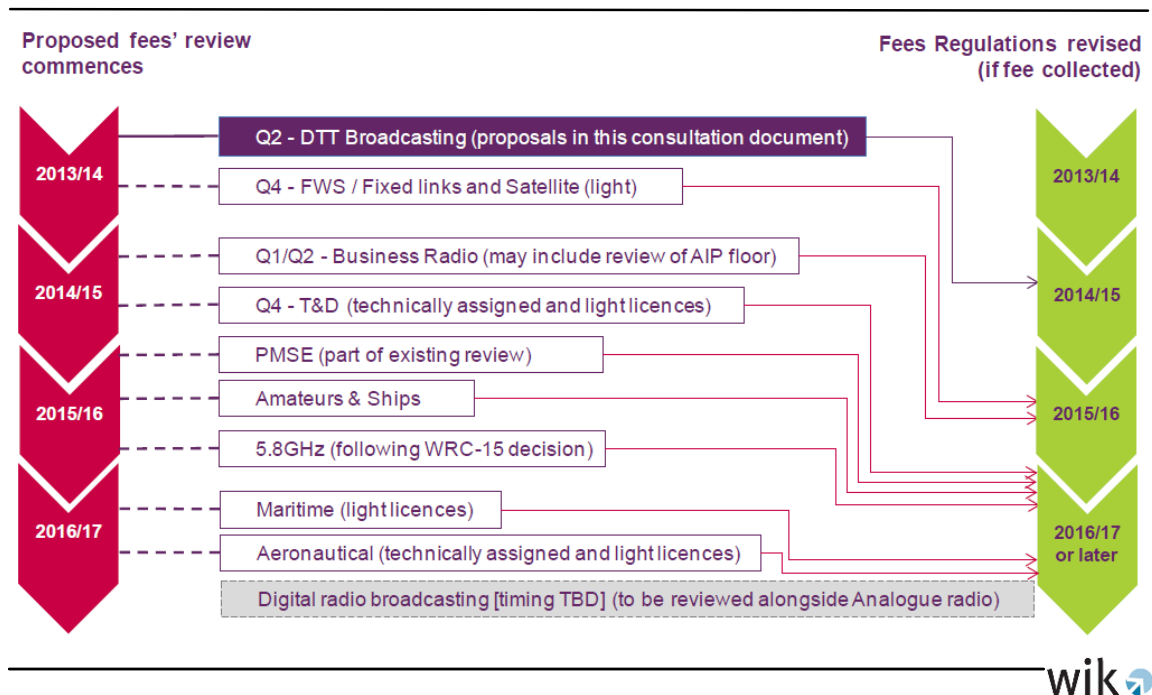 Proposed fees' review
commences
Fees Regulations revised
(if fee collected)
2013/14
Q2 - DTT Broadcasting (proposals in this consultation document)
Q4 - FWS / Fixed links and Satellite (light)
2013/14
2014/15
Q1/Q2 - Business Radio (may include review of AIP floor)
Q4 - T&D (technically assigned and light licences)
2014/15
2015/16
PMSE (part of existing review)
Amateurs & Ships
5.8GHz (following WRC-15 decision)
2015/16
2016/17
Maritime (light licences)
Aeronautical (technically assigned and light licences)
2016/17
or later
Digital radio broadcasting [timing TBD] (to be reviewed alongside Analogue radio)
wik